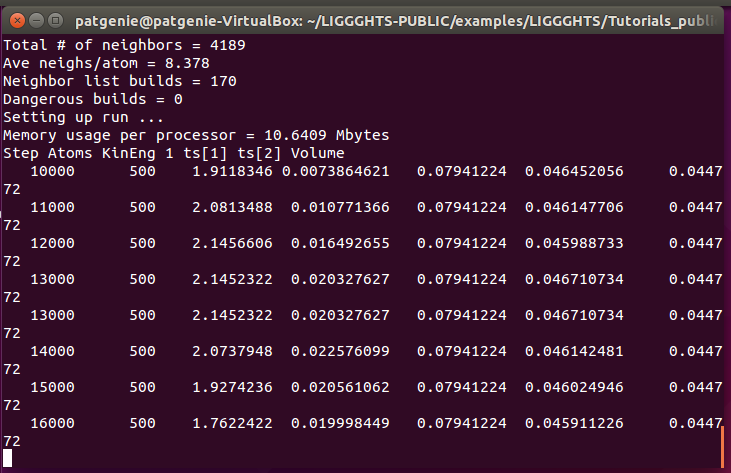 patgenie@patgenie-VirtualBox: ~/LIGGGHTS-PUBLIC/examples/LIGGGHTS/Tutorials_publi
Total # of neighbors = 4189
Ave neighs/atom = 8.378
Neighbor list builds = 170
Dangerous builds = 0
Setting up run ...
Memory usage per processor = 10.6409 Mbytes
Step Atoms KinEng 1 ts[1] ts[2] Volume
10000 500 1.9118346 0.0073864621 0.07941224 0.046452056 0.0447
72
11000 500 2.0813488 0.010771366 0.07941224 0.046147706 0.0447
72
12000 500 2.1456606 0.016492655 0.07941224 0.045988733 0.0447
72
13000 500 2.1452322 0.020327627 0.07941224 0.046710734 0.0447
72
13000 500 2.1452322 0.020327627 0.07941224 0.046710734 0.0447
72
14000 500 2.0737948 0.022576099 0.07941224 0.046142481 0.0447
72
15000 500 1.9274236 0.020561062 0.07941224 0.046024946 0.0447
72
16000 500 1.7622422 0.019998449 0.07941224 0.045911226 0.0447
72